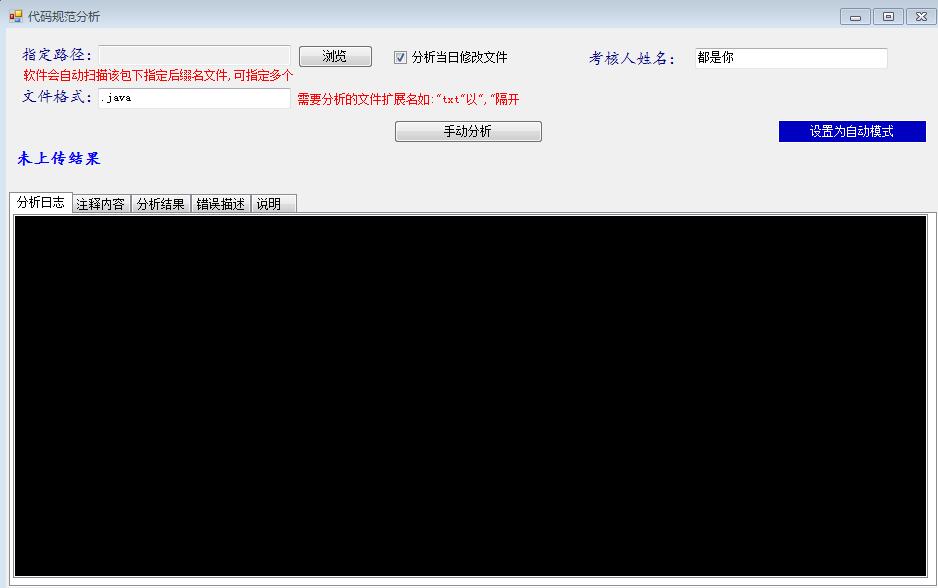 代码规范分析
指定路径： 浏览 分析当日修改文件 考核人姓名： 都是你
软件会自动扫描该包下指定后缀名文件,可指定多个
文件格式： .java 需要分析的文件扩展名如:“txt”以“,”隔开
手动分析 设置为自动模式
未上传结果
分析日志 注释内容 分析结果 错误描述 说明